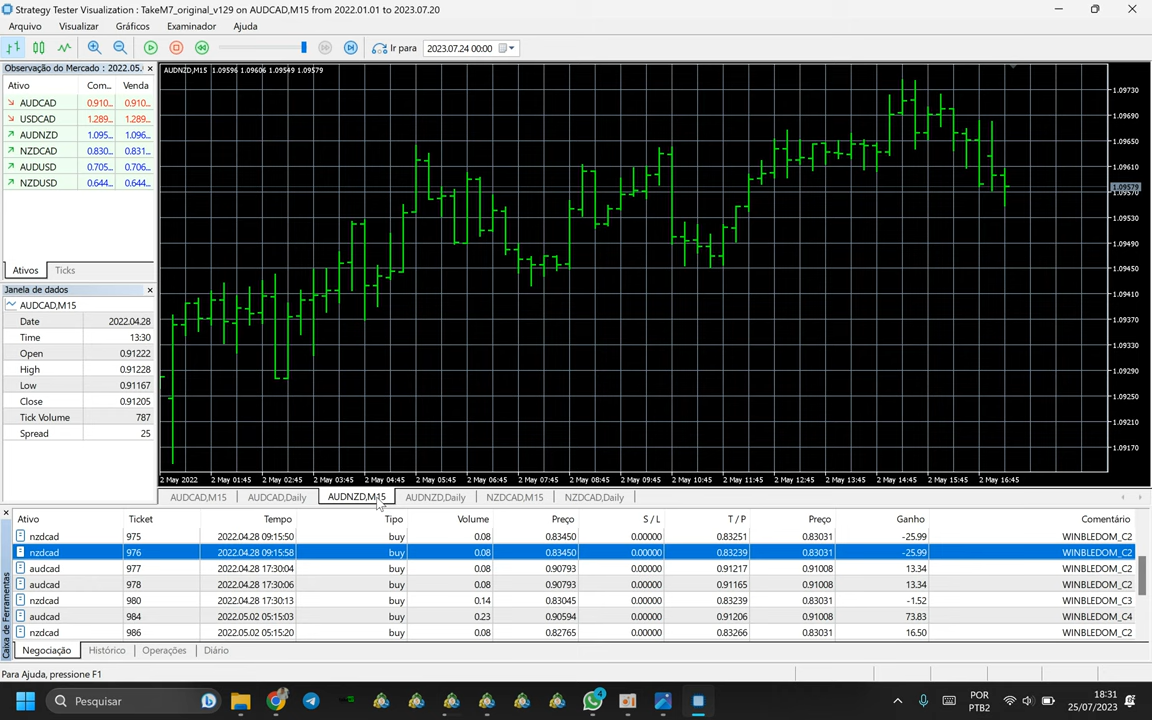 Strategy Tester Visualization : TakeM7_original_v129 on AUDCAD,M15 from 2022.01.01 to 2023.07.20
Arquivo Visualizar Gráficos Examinador Ajuda
Ir para 2023.07.24 00:00
Observação do Mercado : 2022.05.
Ativo Com... Venda
AUDCAD 0.910... 0.910...
USDCAD 1.289... 1.289...
AUDNZD 1.095... 1.096...
NZDCAD 0.830... 0.831...
AUDUSD 0.705... 0.706...
NZDUSD 0.644... 0.644...
Ativos Ticks
Janela de dados
AUDCAD,M15
Date 2022.04.28
Time 13:30
Open 0.91222
High 0.91228
Low 0.91167
Close 0.91205
Tick Volume 787
Spread 25
AUDNZD,M15 1.09596 1.09606 1.09549 1.09579
1.09730
1.09690
1.09650
1.09610
1.09579
1.09570
1.09530
1.09490
1.09450
1.09410
1.09370
1.09330
1.09290
1.09250
1.09210
1.09170
2 May 2022 2 May 01:45 2 May 02:45 2 May 03:45 2 May 04:45 2 May 05:45 2 May 06:45 2 May 07:45 2 May 08:45 2 May 09:45 2 May 10:45 2 May 11:45 2 May 12:45 2 May 13:45 2 May 14:45 2 May 15:45 2 May 16:45
AUDCAD,M15 AUDCAD,Daily AUDNZD,M15 AUDNZD,Daily NZDCAD,M15 NZDCAD,Daily
Ativo Ticket Tempo Tipo Volume Preço S / L T / P Preço Ganho Comentário
nzdcad 975 2022.04.28 09:15:50 buy 0.08 0.83450 0.00000 0.83251 0.83031 -25.99 WINBLEDOM_C2
nzdcad 976 2022.04.28 09:15:58 buy 0.08 0.83450 0.00000 0.83239 0.83031 -25.99 WINBLEDOM_C2
audcad 977 2022.04.28 17:30:04 buy 0.08 0.90793 0.00000 0.91217 0.91008 13.34 WINBLEDOM_C2
audcad 978 2022.04.28 17:30:06 buy 0.08 0.90793 0.00000 0.91165 0.91008 13.34 WINBLEDOM_C2
nzdcad 980 2022.04.28 17:30:13 buy 0.14 0.83045 0.00000 0.83239 0.83031 -1.52 WINBLEDOM_C3
audcad 984 2022.05.02 05:15:03 buy 0.23 0.90594 0.00000 0.91206 0.91008 73.83 WINBLEDOM_C4
nzdcad 986 2022.05.02 05:15:20 buy 0.08 0.82765 0.00000 0.83266 0.83031 16.50 WINBLEDOM_C2
Caixa de Ferramentas
Negociação Histórico Operações Diário
Para Ajuda, pressione F1
Pesquisar
4
POR
PTB2
18:31
25/07/2023